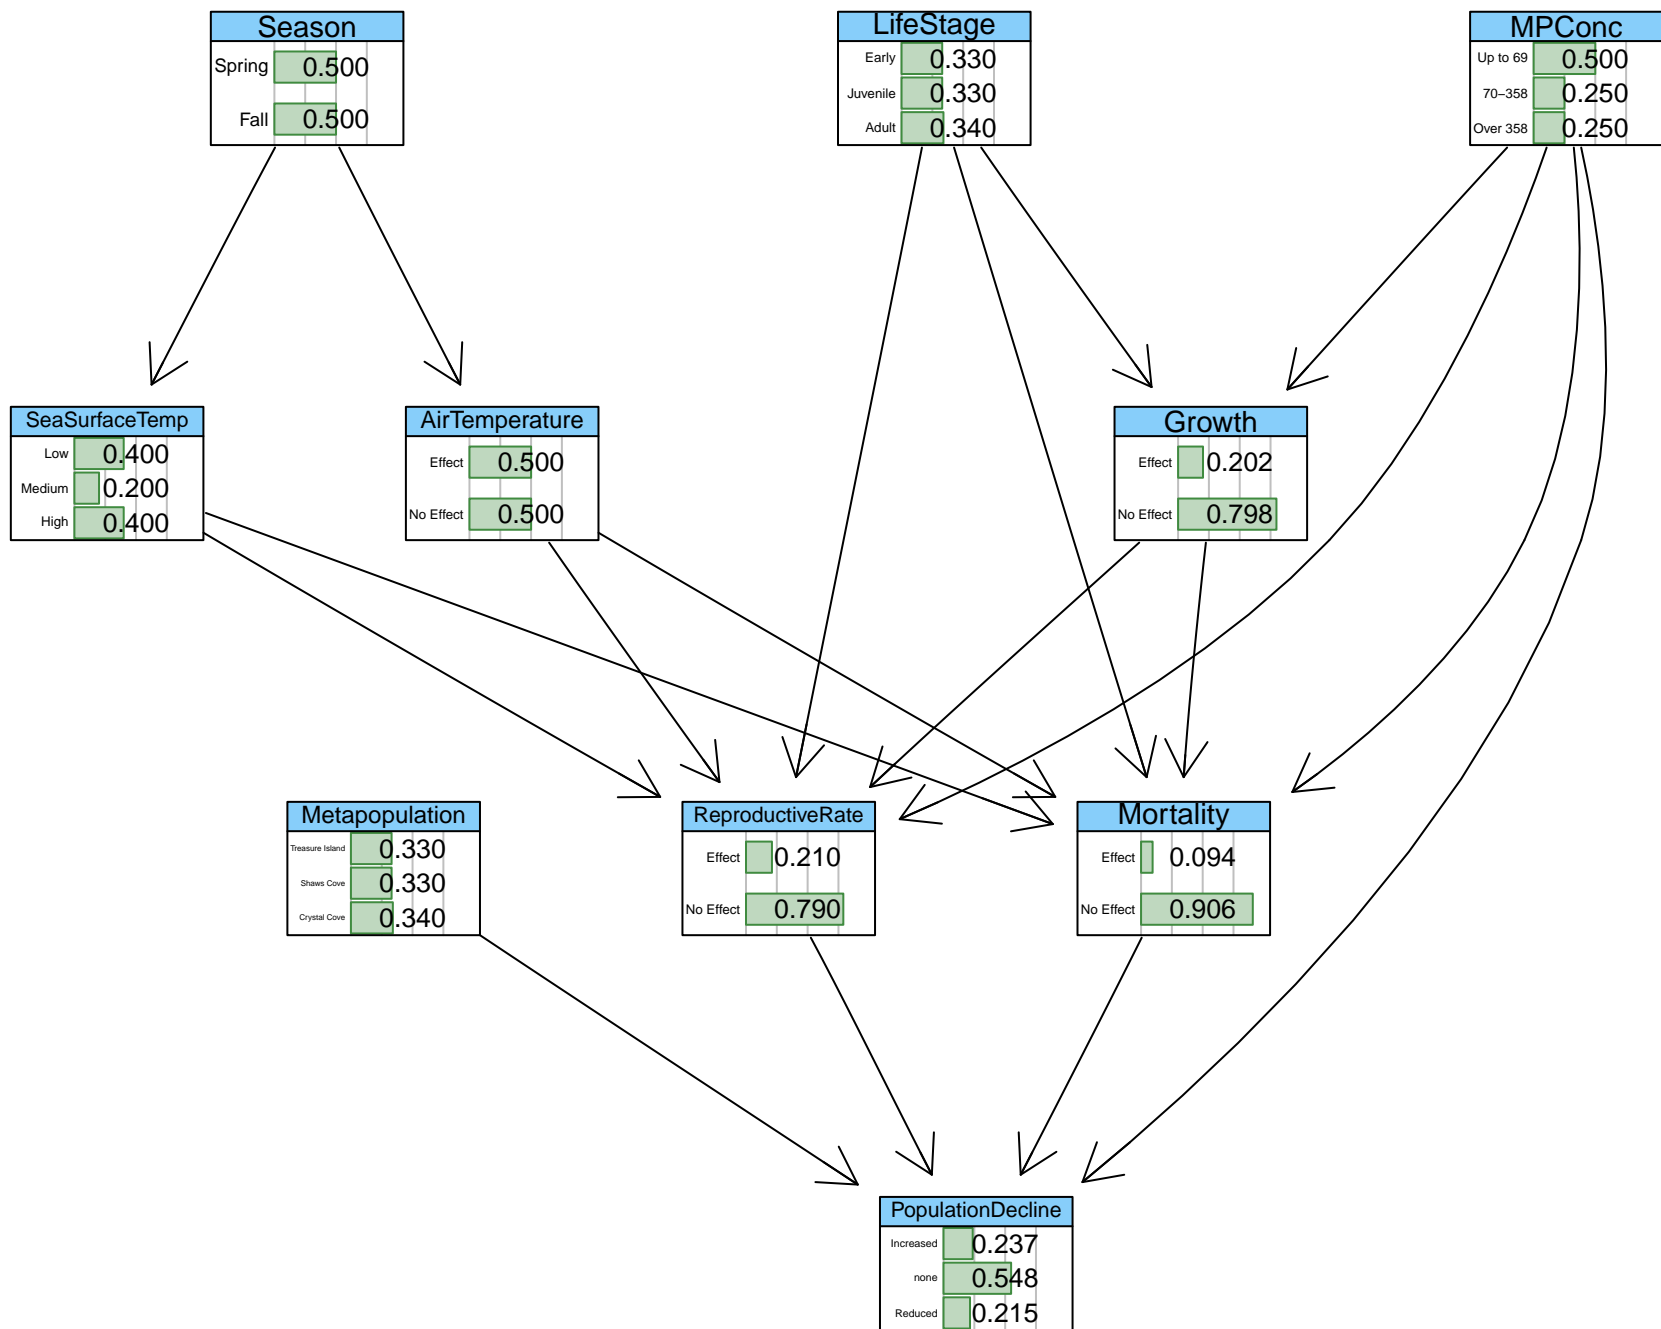 Season
Spring 0.500
Fall 0.500
LifeStage
Early 0.330
Juvenile 0.330
Adult 0.340
MPConc
Up to 69 0.500
70–358 0.250
Over 358 0.250
SeaSurfaceTemp
Low 0.400
Medium 0.200
High 0.400
AirTemperature
Effect 0.500
No Effect 0.500
Growth
Effect 0.202
No Effect 0.798
Metapopulation
Treasure Island 0.330
Shaws Cove 0.330
Crystal Cove 0.340
ReproductiveRate
Effect 0.210
No Effect 0.790
Mortality
Effect 0.094
No Effect 0.906
PopulationDecline
Increased 0.237
none 0.548
Reduced 0.215